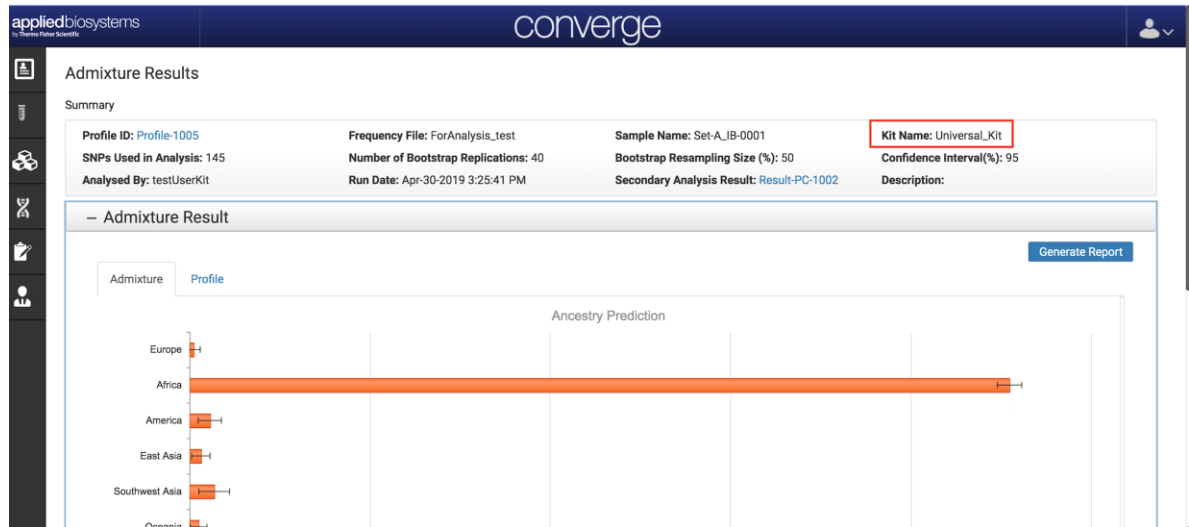 appliedbiosystems
by Thermo Fisher Scientific
converge
Admixture Results
Summary
Profile ID: Profile-1005 Frequency File: ForAnalysis_test Sample Name: Set-A_IB-0001 Kit Name: Universal_Kit
SNPs Used in Analysis: 145 Number of Bootstrap Replications: 40 Bootstrap Resampling Size (%): 50 Confidence Interval(%): 95
Analysed By: testUserKit Run Date: Apr-30-2019 3:25:41 PM Secondary Analysis Result: Result-PC-1002 Description:
– Admixture Result
Generate Report
Admixture Profile
Ancestry Prediction
Europe
Africa
America
East Asia
Southwest Asia
Oceania